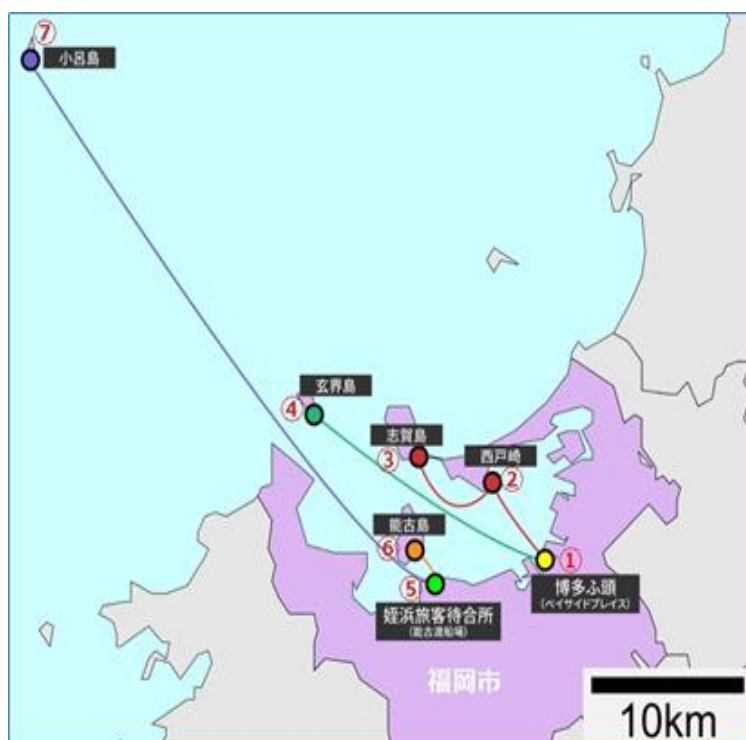 ⑦
小呂島
玄界島
④
志賀島
③
西戸崎
②
能古島
⑥
①
⑤
博多ふ頭
(ベイサイドプレイス)
姪浜旅客待合所
(能古渡船場)
福岡市
10km